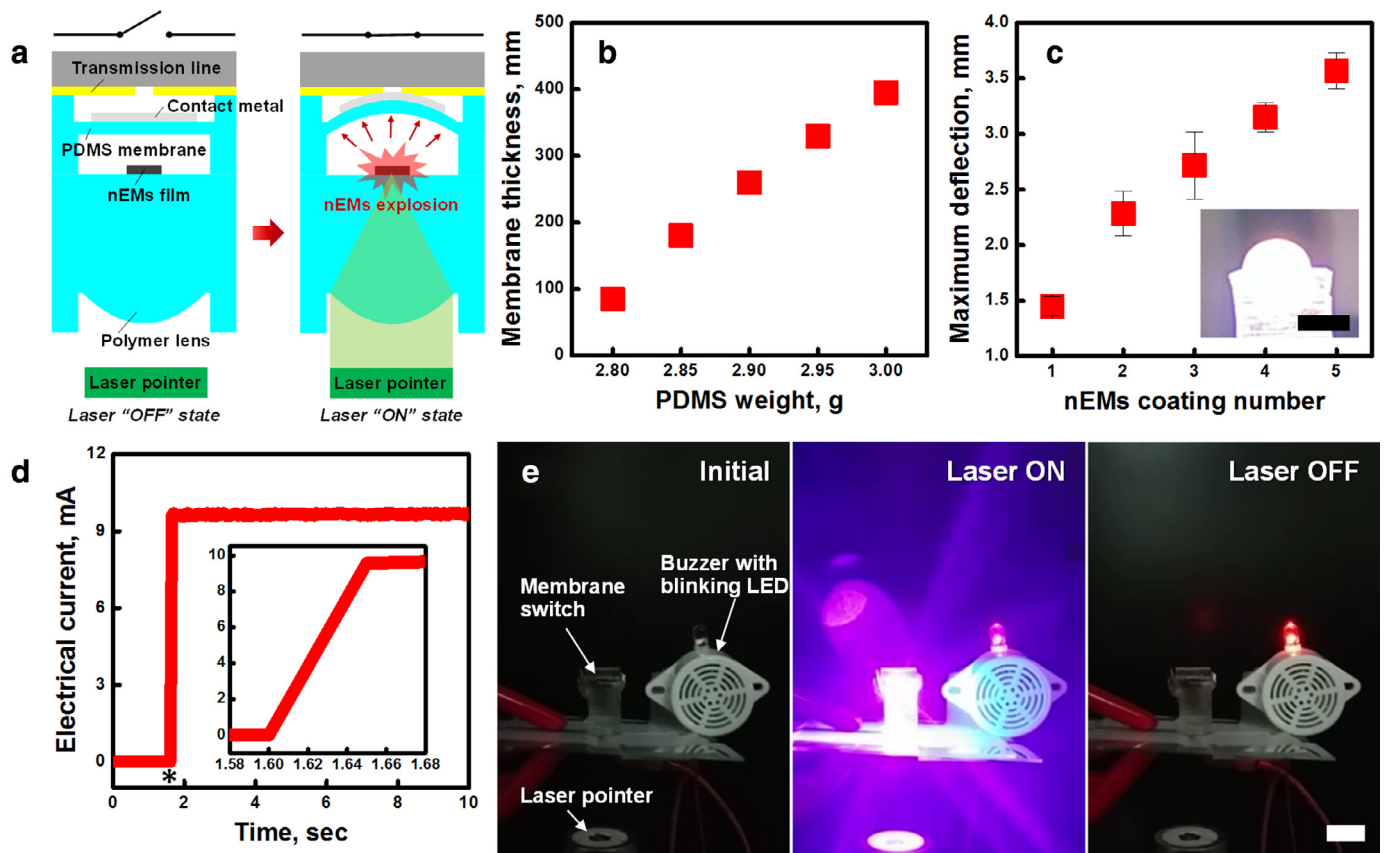 a
Transmission line
Contact metal
PDMS membrane
nEMs film
Polymer lens
Laser pointer
Laser “OFF” state
nEMs explosion
Laser pointer
Laser “ON” state
b
Membrane thickness, mm
500
400
300
200
100
0
2.80 2.85 2.90 2.95 3.00
PDMS weight, g
c
Maximum deflection, mm
4.0
3.5
3.0
2.5
2.0
1.5
1.0
1 2 3 4 5
nEMs coating number
d
Electrical current, mA
12
9
6
3
0
10
8
6
4
2
0
1.58 1.60 1.62 1.64 1.66 1.68
*
0 2 4 6 8 10
Time, sec
e
Initial
Membrane
switch
Buzzer with
blinking LED
Laser pointer
Laser ON
Laser OFF